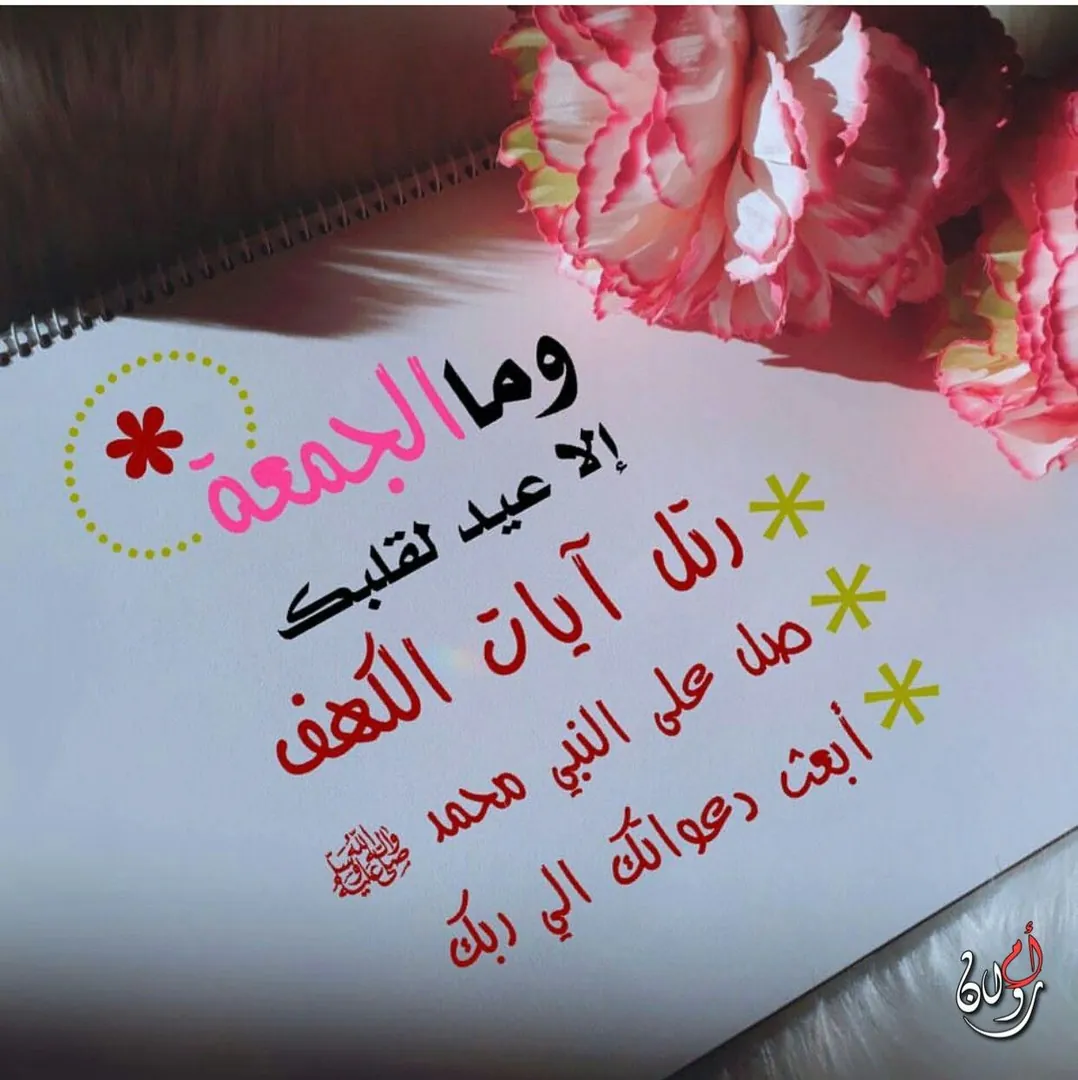 وما الجمعة
إلا عيد لقلبك
* رتل آيات الكهف
* صل على النبي محمد ﷺ
* أبعث دعواتك الي ربك
أم روان